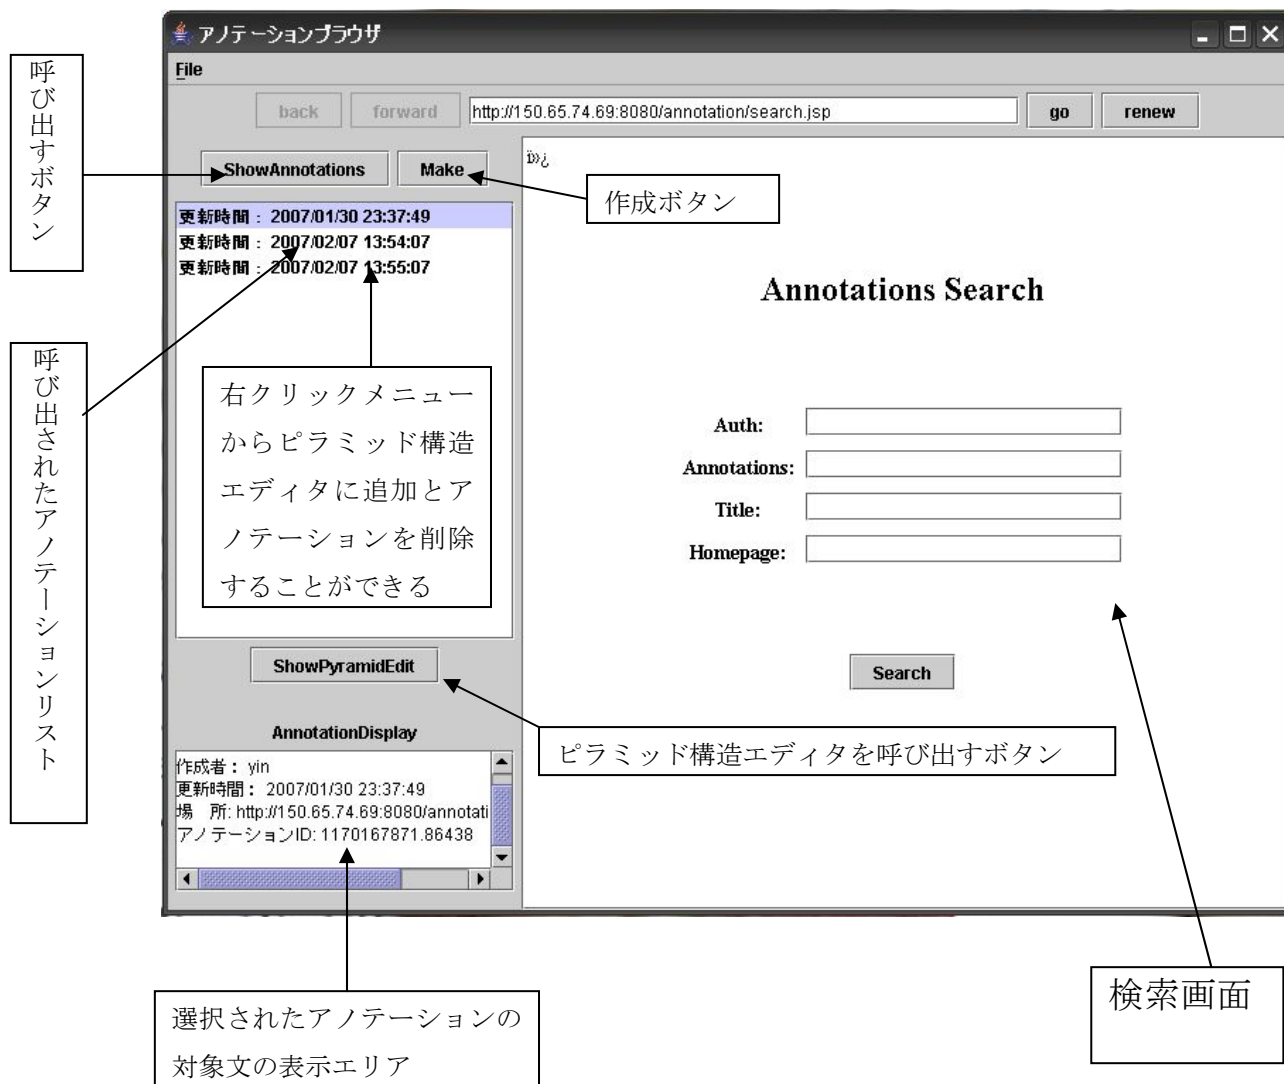 アノテーションブラウザ
File
back forward http://150.65.74.69:8080/annotation/search.jsp go renew
呼び出すボタン
ShowAnnotations Make
ï»¿
作成ボタン
更新時間： 2007/01/30 23:37:49
更新時間： 2007/02/07 13:54:07
更新時間： 2007/02/07 13:55:07
Annotations Search
呼び出されたアノテーションリスト
右クリックメニュー
からピラミッド構造
エディタに追加とア
ノテーションを削除
することができる
Auth:
Annotations:
Title:
Homepage:
ShowPyramidEdit
Search
AnnotationDisplay
ピラミッド構造エディタを呼び出すボタン
作成者： yin
更新時間： 2007/01/30 23:37:49
場　所: http://150.65.74.69:8080/annotati
アノテーションID: 1170167871.86438
検索画面
選択されたアノテーションの
対象文の表示エリア